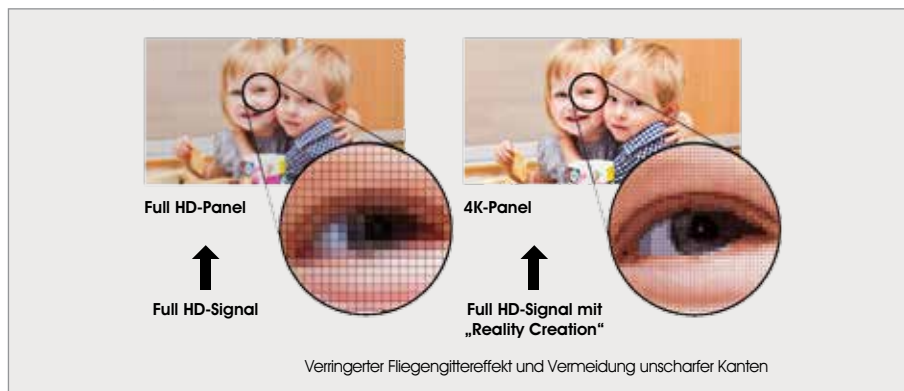 Full HD-Panel
Full HD-Signal
4K-Panel
Full HD-Signal mit
„Reality Creation“
Verringerter Fliegengittereffekt und Vermeidung unscharfer Kanten